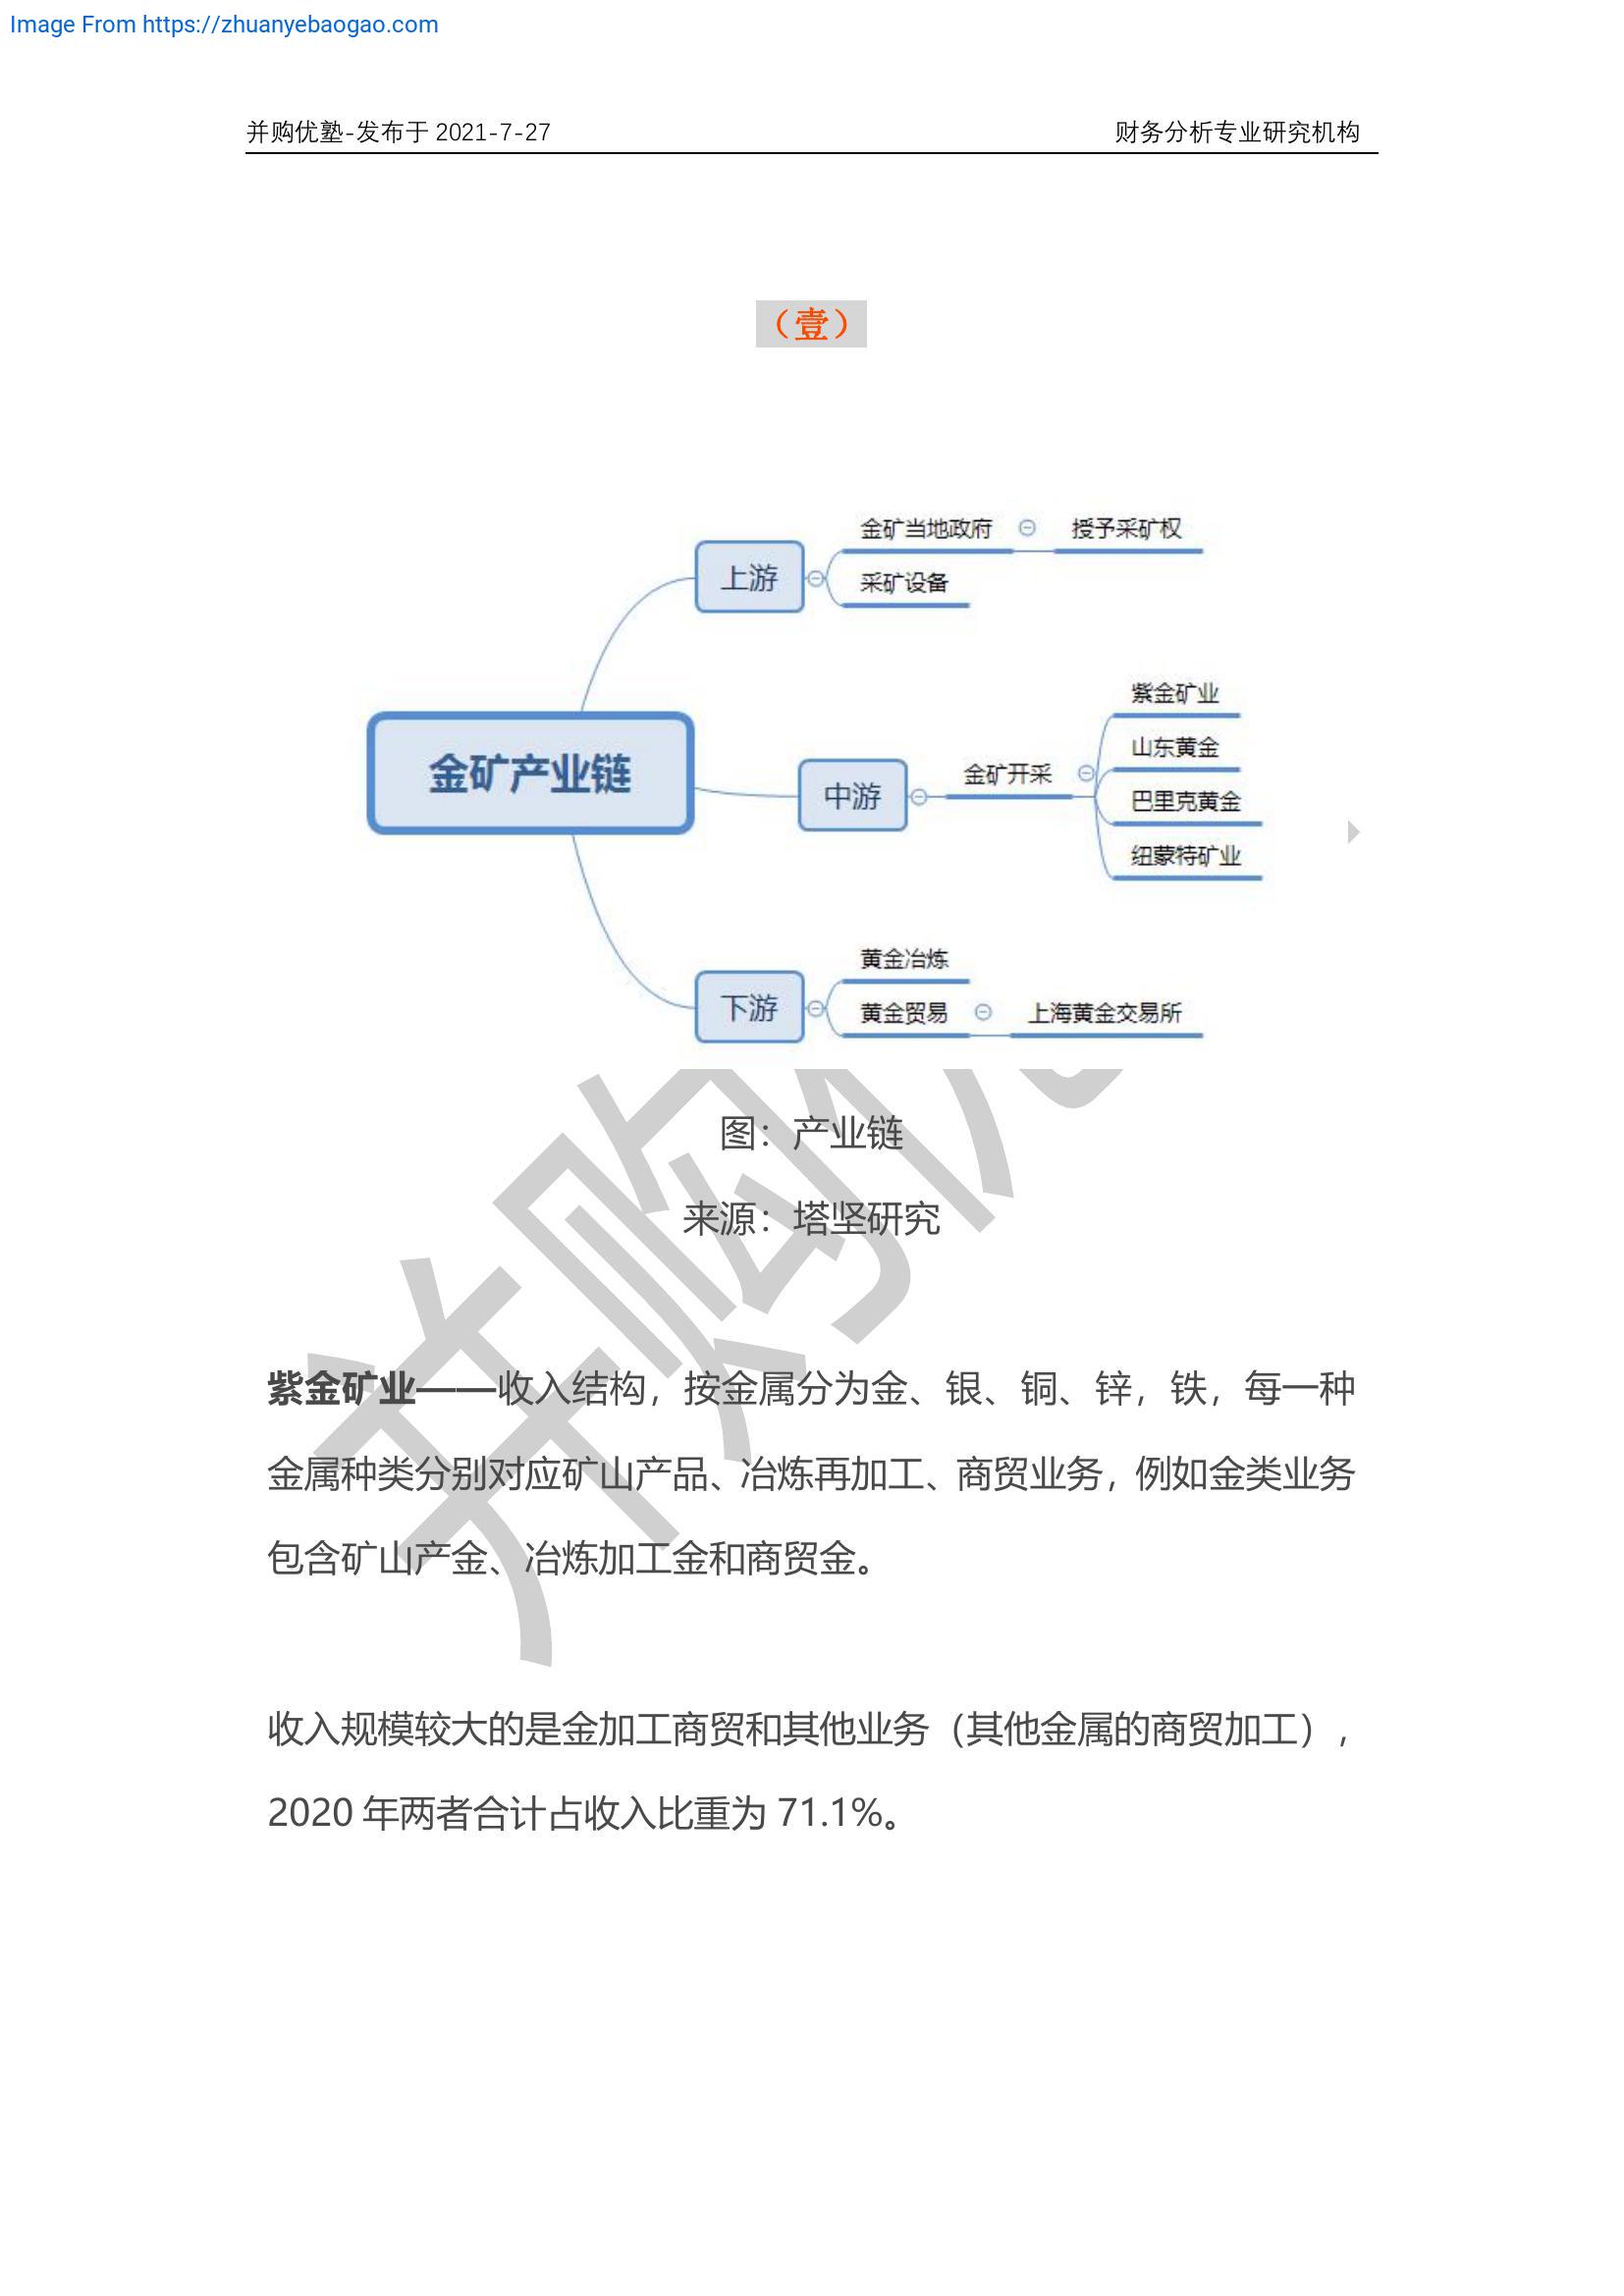 Image From https://zhuanyebaogao.com
并购优塾-发布于 2021-7-27 财务分析专业研究机构
（壹）
金矿产业链
上游
金矿当地政府 授予采矿权
采矿设备
中游
金矿开采
紫金矿业
山东黄金
巴里克黄金
纽蒙特矿业
下游
黄金冶炼
黄金贸易 上海黄金交易所
图：产业链
来源：塔坚研究
紫金矿业——收入结构，按金属分为金、银、铜、锌，铁，每一种
金属种类分别对应矿山产品、冶炼再加工、商贸业务，例如金类业务
包含矿山产金、冶炼加工金和商贸金。
收入规模较大的是金加工商贸和其他业务（其他金属的商贸加工），
2020 年两者合计占收入比重为 71.1%。
并购